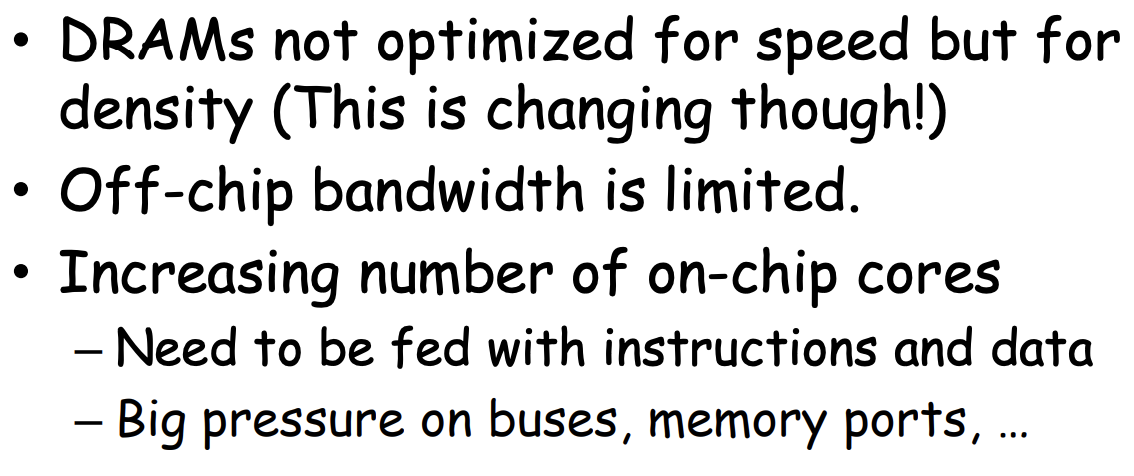 • DRAMs not optimized for speed but for
density (This is changing though!)
• Off-chip bandwidth is limited.
• Increasing number of on-chip cores
– Need to be fed with instructions and data
– Big pressure on buses, memory ports, …